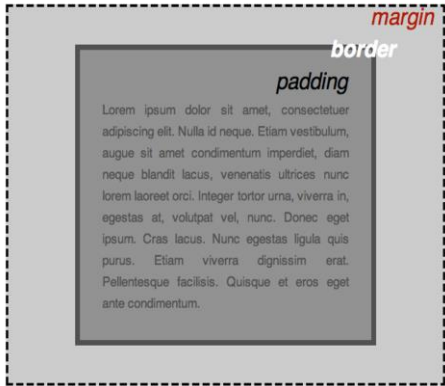 margin
border
padding
Lorem ipsum dolor sit amet, consectetuer
adipiscing elit. Nulla id neque. Etiam vestibulum,
augue sit amet condimentum imperdiet, diam
neque blandit lacus, venenatis ultrices nunc
lorem laoreet orci. Integer tortor urna, viverra in,
egestas at, volutpat vel, nunc. Donec eget
ipsum. Cras lacus. Nunc egestas ligula quis
purus. Etiam viverra dignissim erat.
Pellentesque facilisis. Quisque et eros eget
ante condimentum.